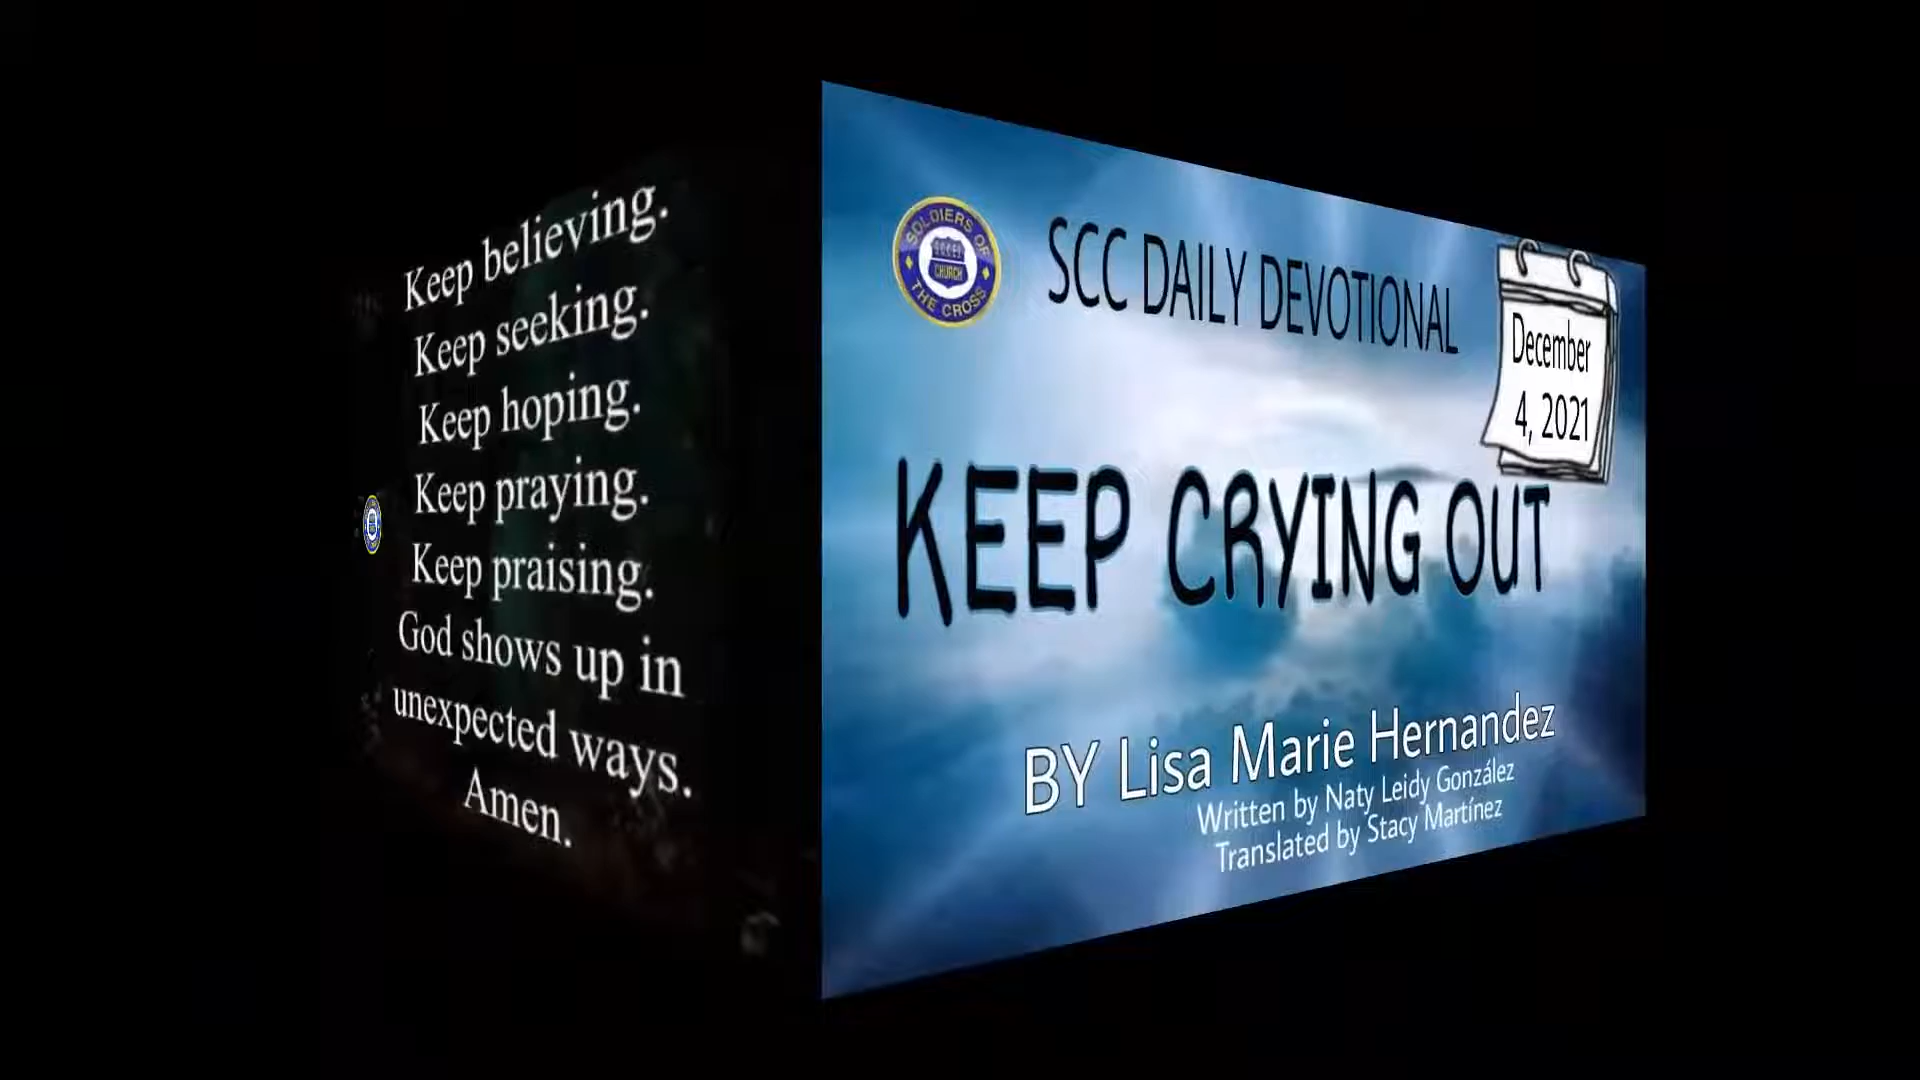 Keep believing.
Keep seeking.
Keep hoping.
Keep praying.
Keep praising.
God shows up in
unexpected ways.
Amen.
SOLDIERS OF
CHURCH
THE CROSS
SCC DAILY DEVOTIONAL
December
4, 2021
KEEP CRYING OUT
BY Lisa Marie Hernandez
Written by Naty Leidy González
Translated by Stacy Martínez